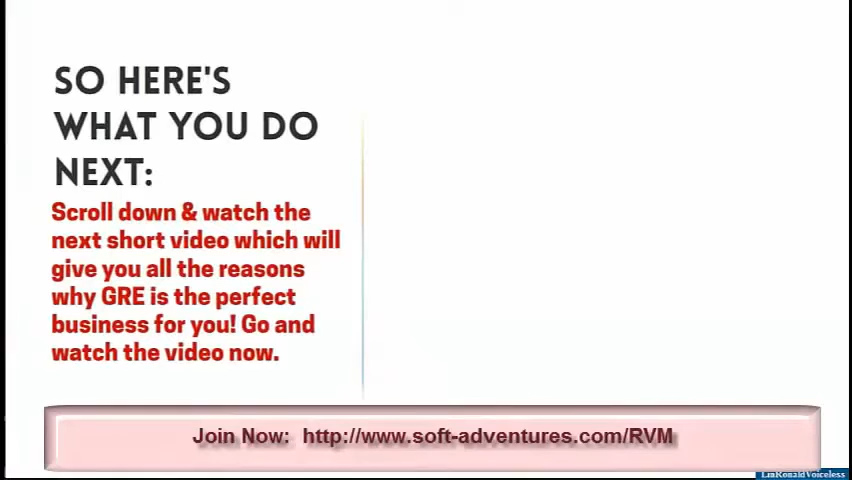 SO HERE'S
WHAT YOU DO
NEXT:
Scroll down & watch the
next short video which will
give you all the reasons
why GRE is the perfect
business for you! Go and
watch the video now.
Join Now: http://www.soft-adventures.com/RVM
LiaRonaldVoiceless